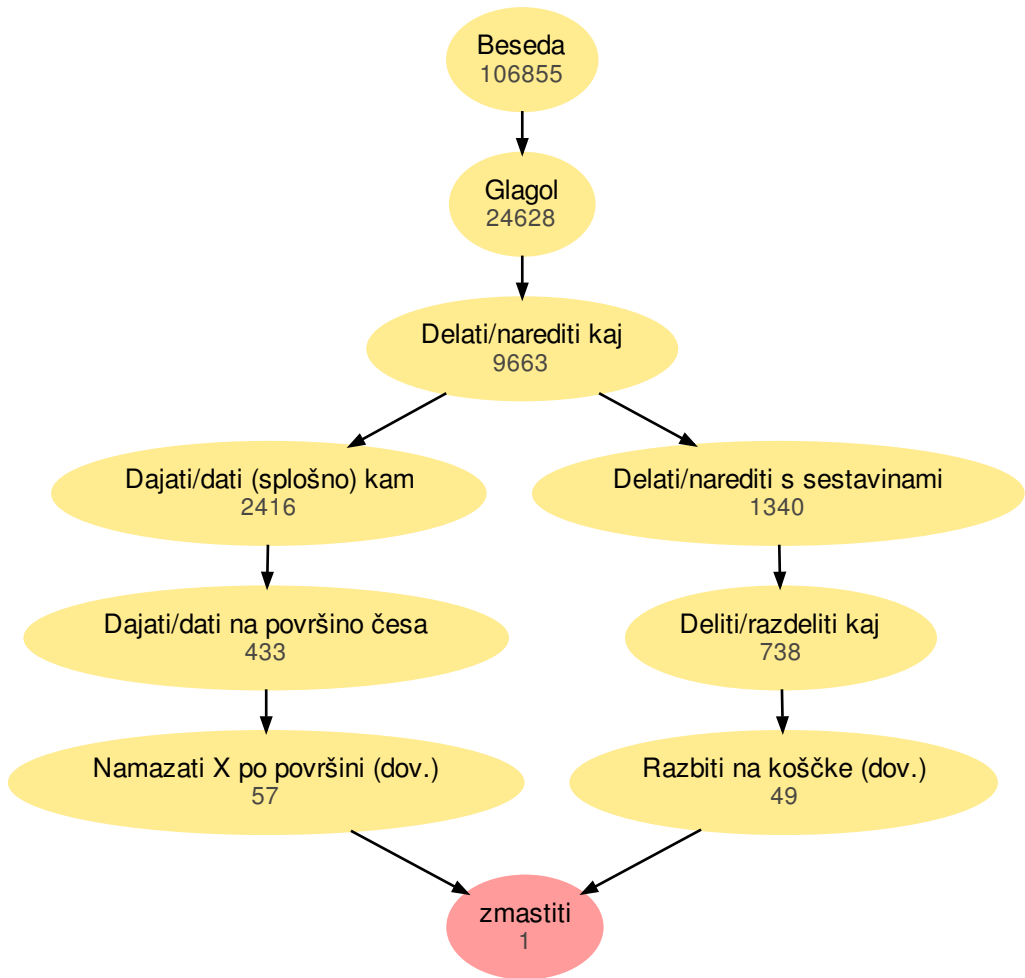 Beseda
106855
Glagol
24628
Delati/narediti kaj
9663
Dajati/dati (splošno) kam
2416
Delati/narediti s sestavinami
1340
Dajati/dati na površino česa
433
Deliti/razdeliti kaj
738
Namazati X po površini (dov.)
57
Razbiti na koščke (dov.)
49
zmastiti
1